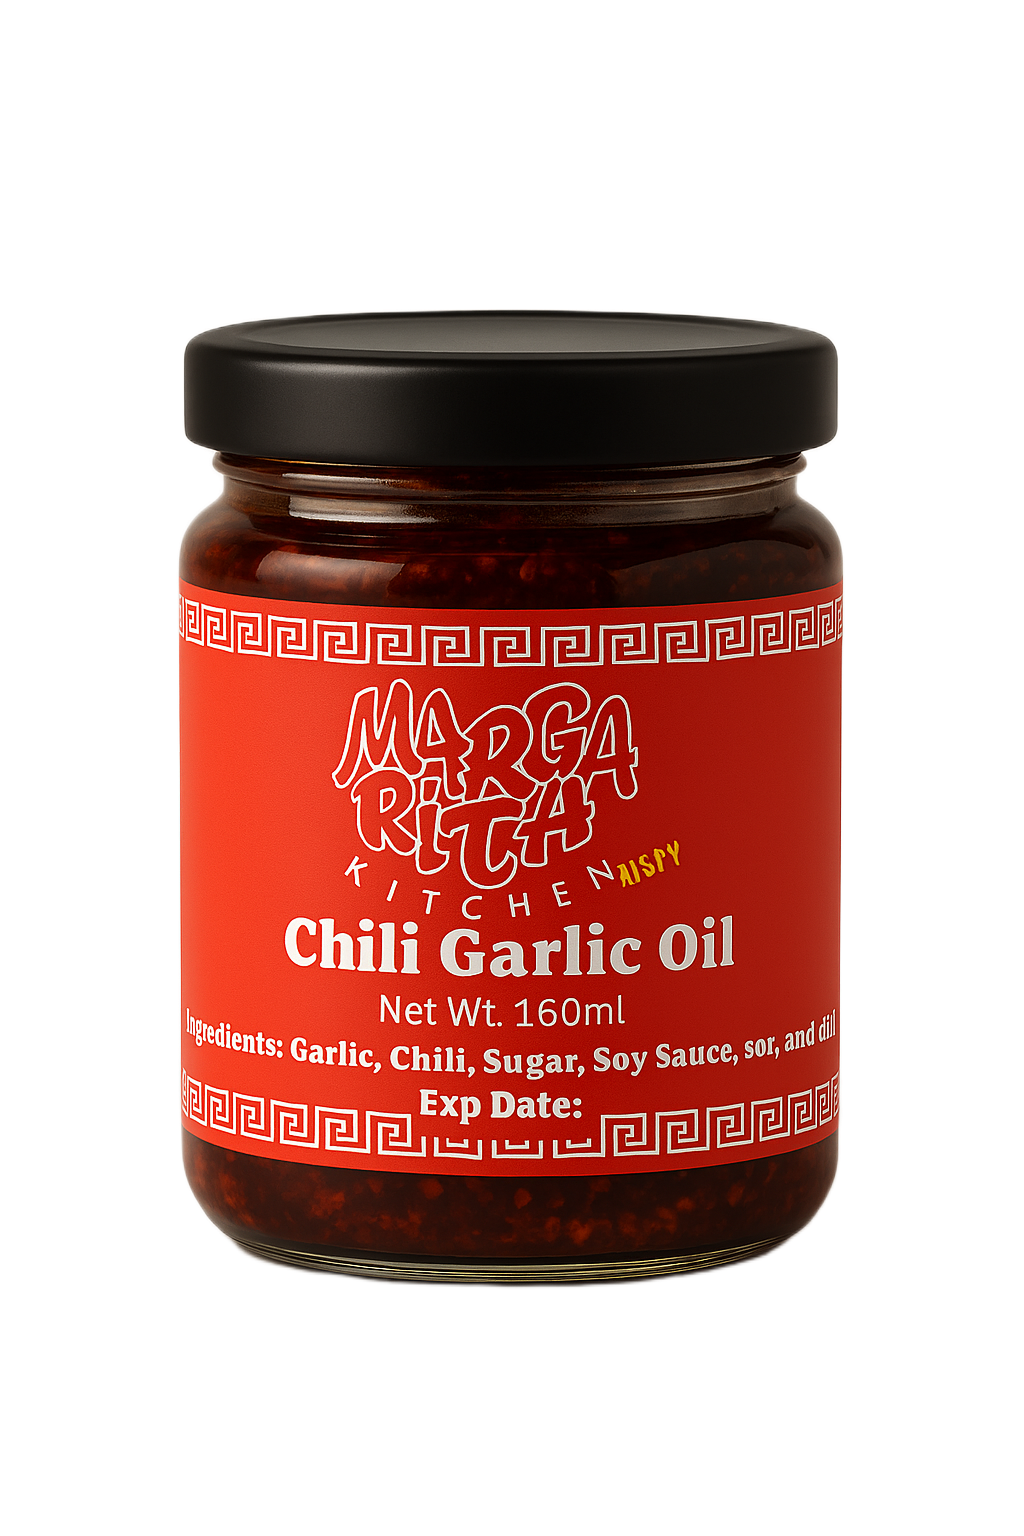 MARGA
RITA
KITCHEN
AISPY
Chili Garlic Oil
Net Wt. 160ml
Ingredients: Garlic, Chili, Sugar, Soy Sauce, sor, and dill
Exp Date: